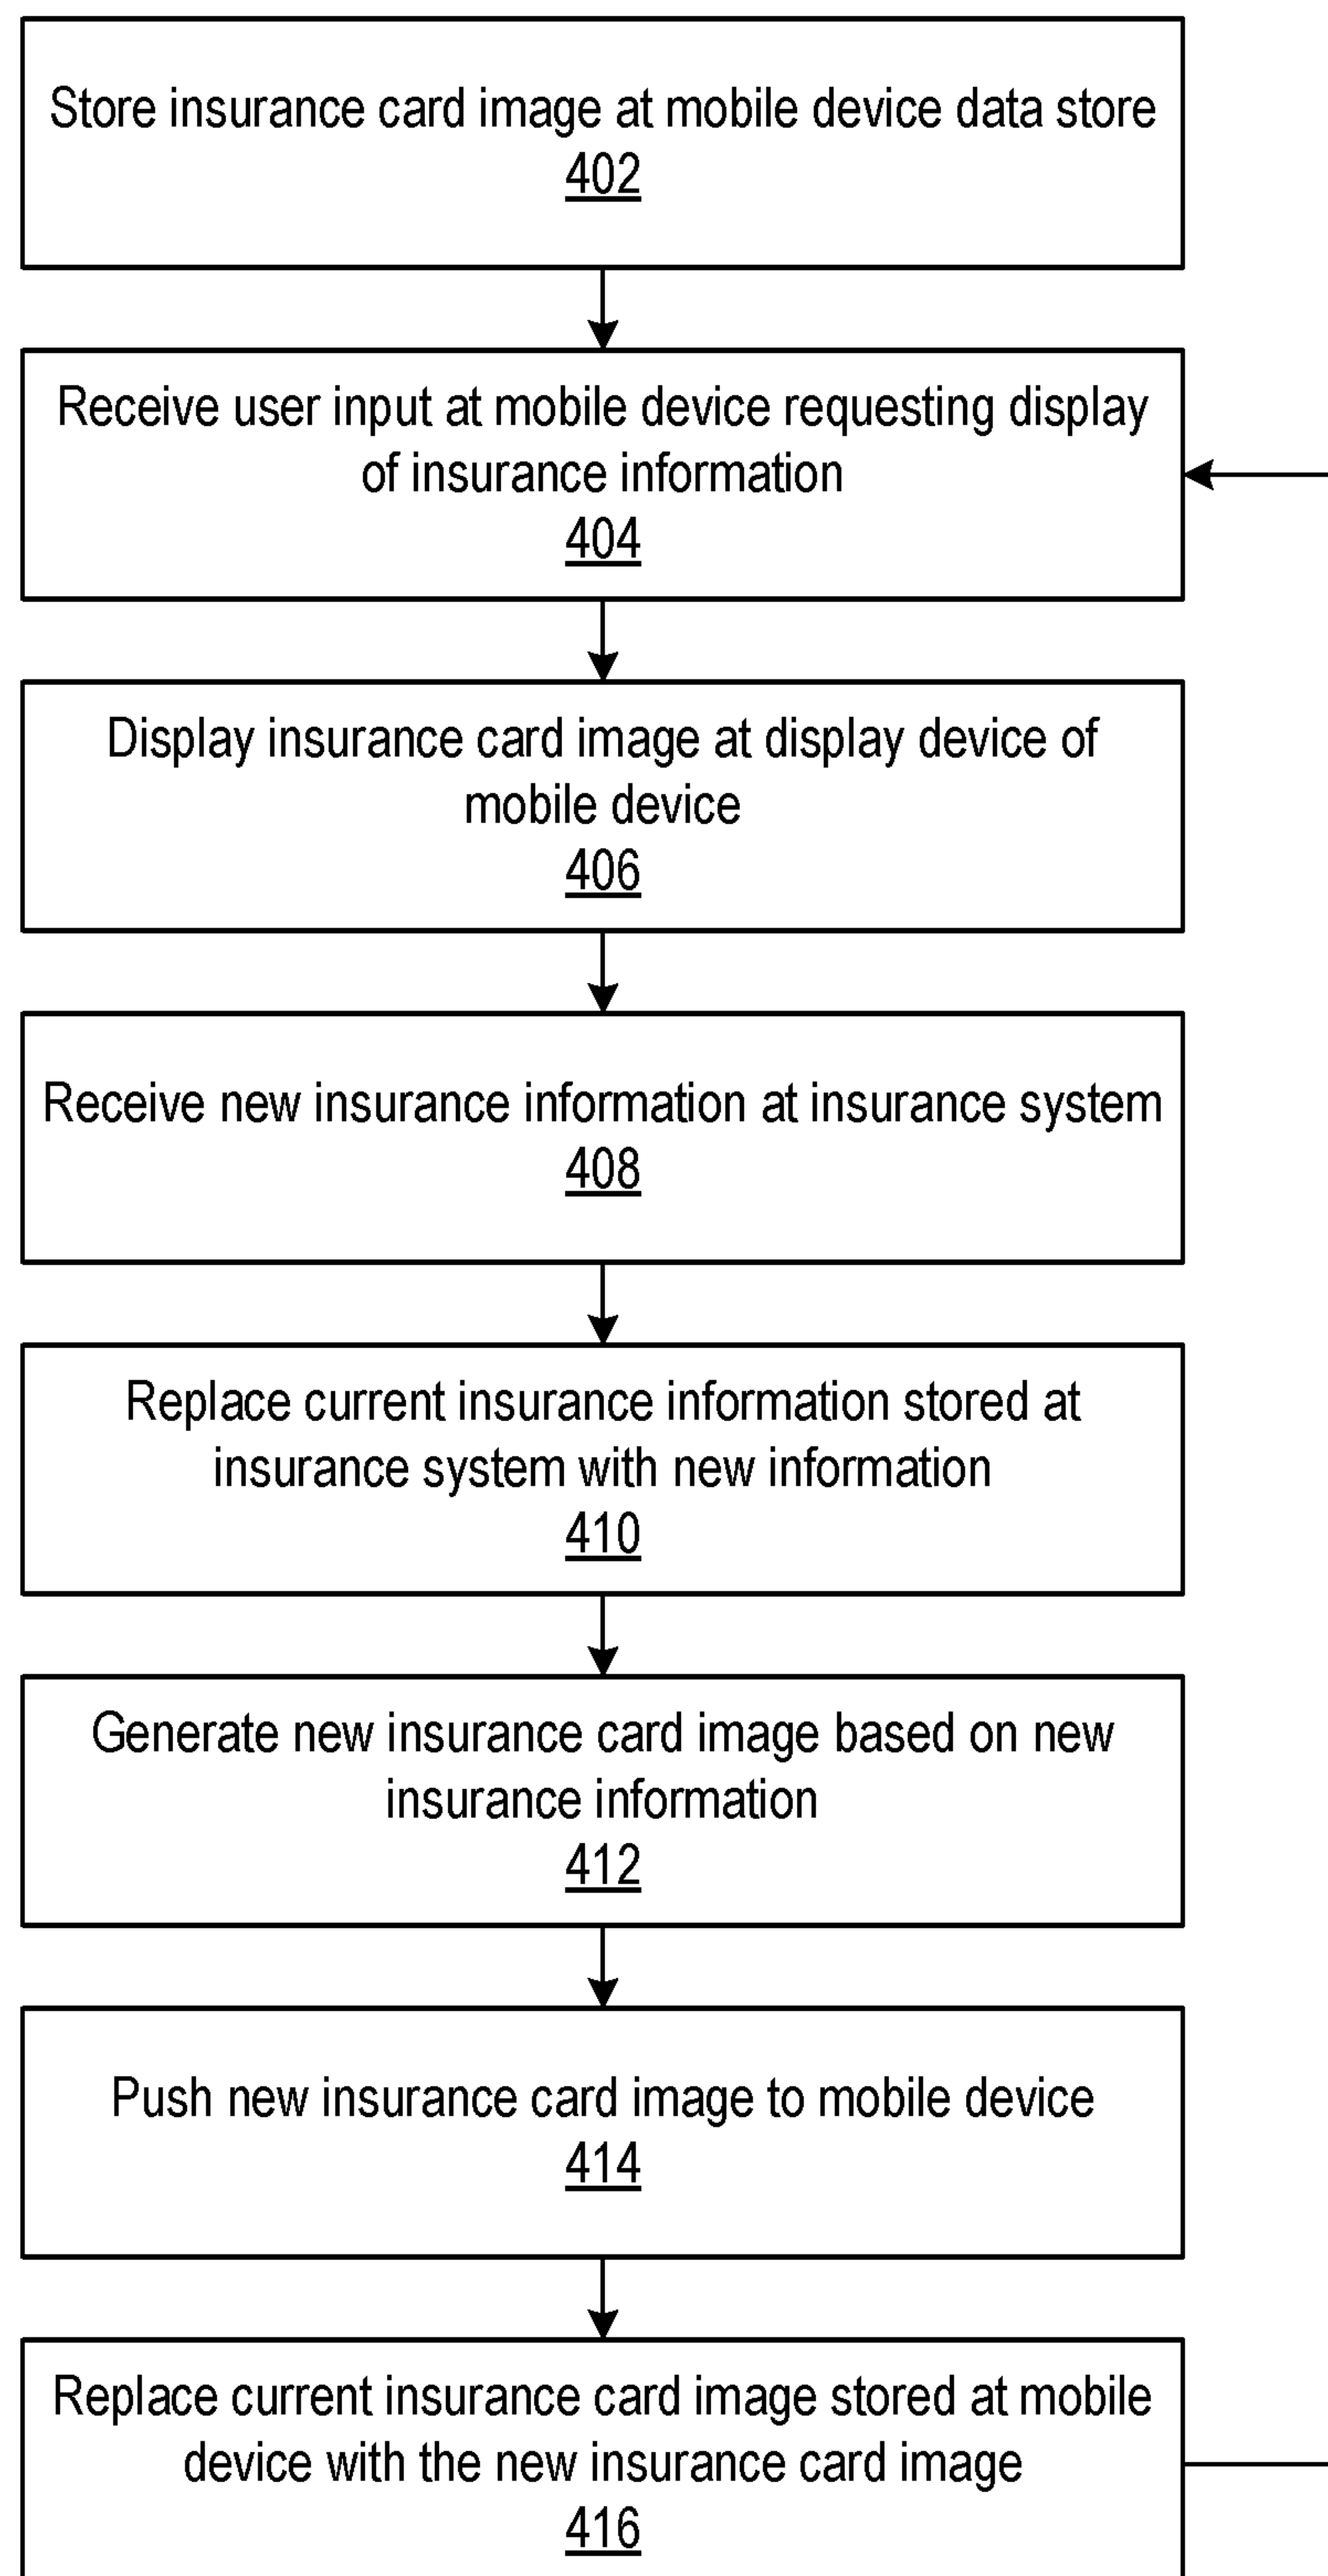 Store insurance card image at mobile device data store
402
Receive user input at mobile device requesting display
of insurance information
404
Display insurance card image at display device of
mobile device
406
Receive new insurance information at insurance system
408
Replace current insurance information stored at
insurance system with new information
410
Generate new insurance card image based on new
insurance information
412
Push new insurance card image to mobile device
414
Replace current insurance card image stored at mobile
device with the new insurance card image
416